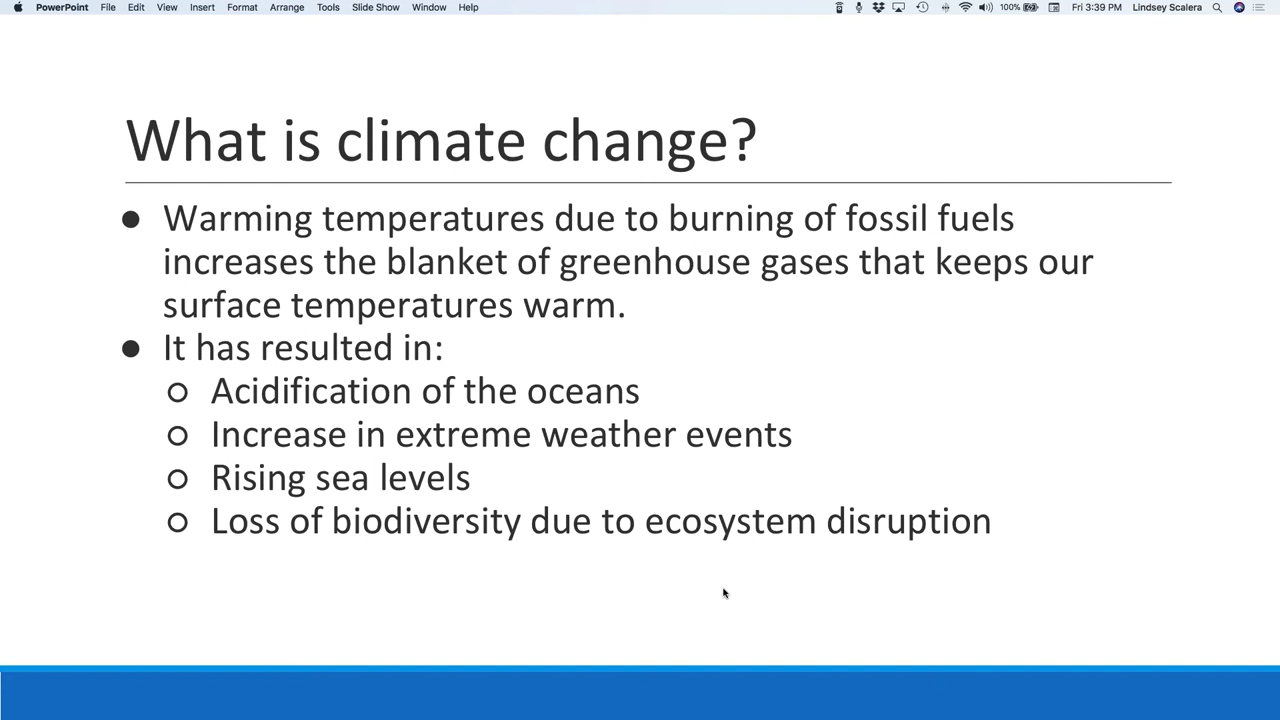 PowerPoint File Edit View Insert Format Arrange Tools Slide Show Window Help 100% Fri 3:39 PM Lindsey Scalera
What is climate change?
● Warming temperatures due to burning of fossil fuels
increases the blanket of greenhouse gases that keeps our
surface temperatures warm.
● It has resulted in:
○ Acidification of the oceans
○ Increase in extreme weather events
○ Rising sea levels
○ Loss of biodiversity due to ecosystem disruption